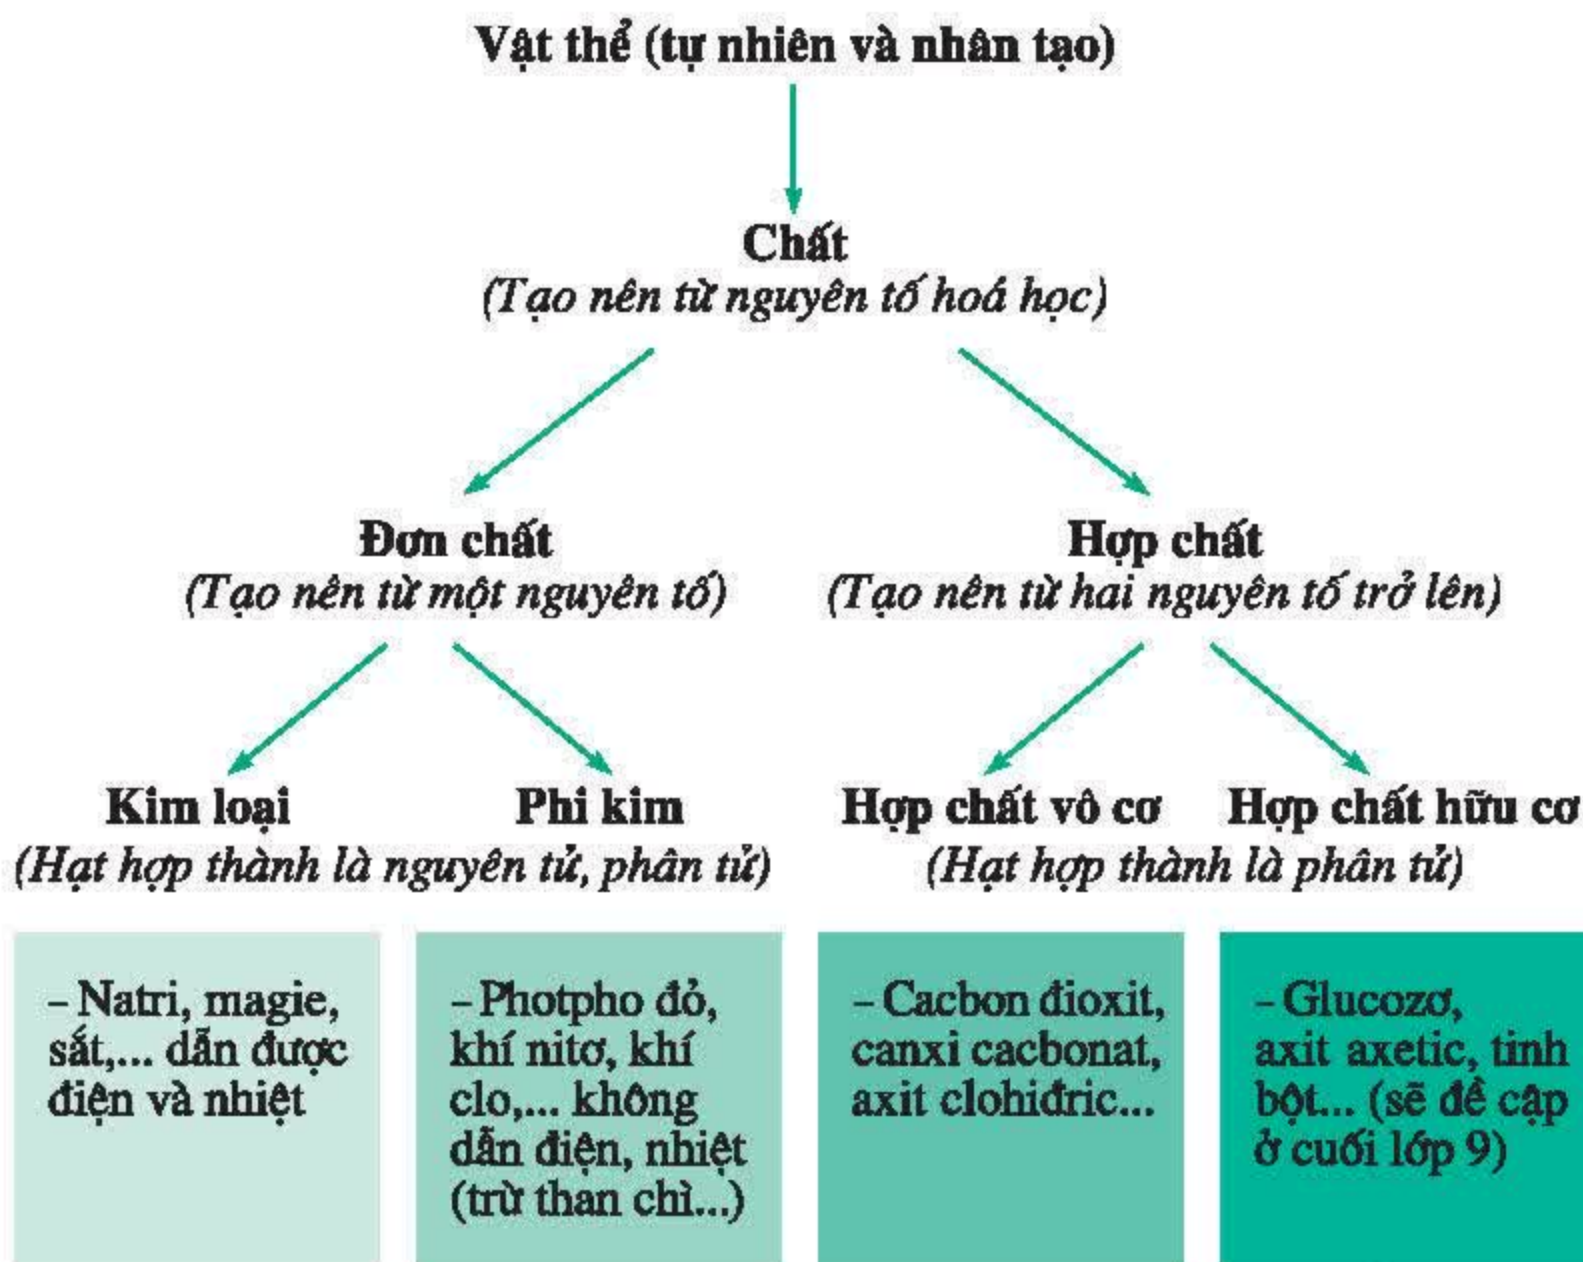 Vật thể (tự nhiên và nhân tạo)
Chất
(Tạo nên từ nguyên tố hoá học)
Đơn chất
(Tạo nên từ một nguyên tố)
Hợp chất
(Tạo nên từ hai nguyên tố trở lên)
Kim loại
Phi kim
(Hạt hợp thành là nguyên tử, phân tử)
Hợp chất vô cơ
Hợp chất hữu cơ
(Hạt hợp thành là phân tử)
– Natri, magie,
sắt,... dẫn được
điện và nhiệt
– Photpho đỏ,
khí nitơ, khí
clo,... không
dẫn điện, nhiệt
(trừ than chì...)
– Cacbon đioxit,
canxi cacbonat,
axit clohiđric...
– Glucozơ,
axit axetic, tinh
bột... (sẽ đề cập
ở cuối lớp 9)